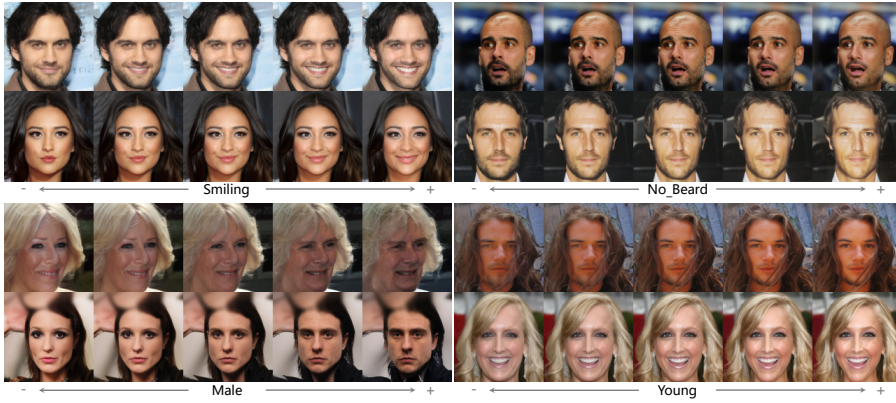 - Smiling +
- No_Beard +
- Male +
- Young +